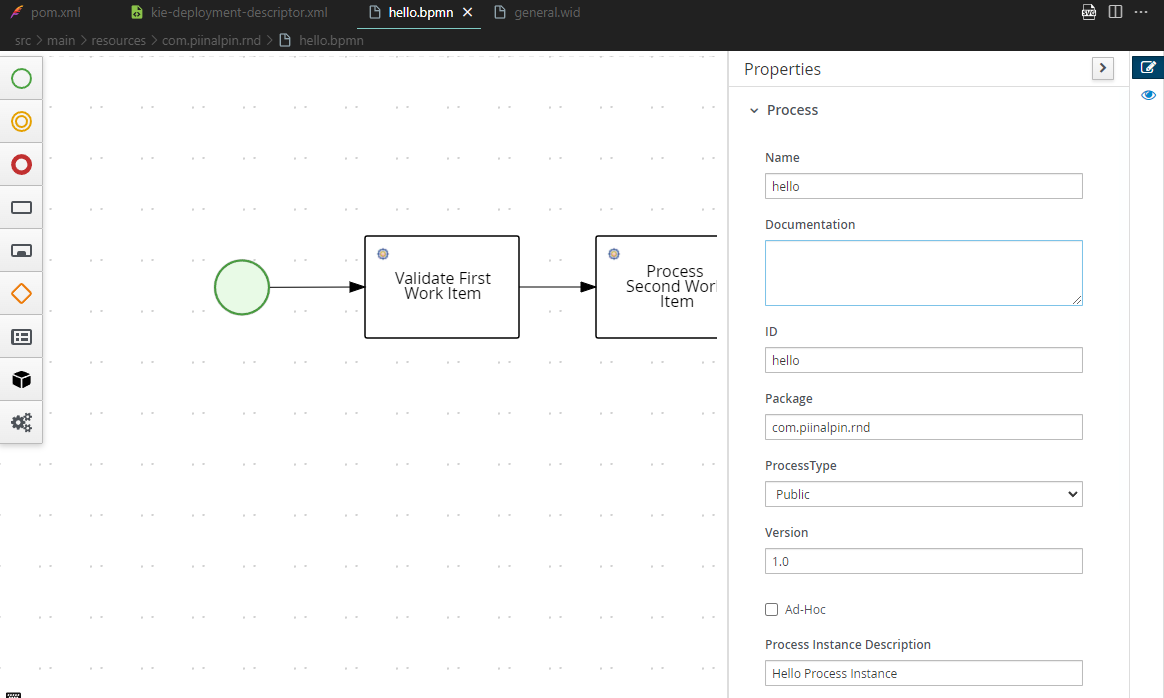 pom.xml kie-deployment-descriptor.xml hello.bpmn general.wid
src > main > resources > com.piinalpin.rnd > hello.bpmn
SVG
Validate First
Work Item
Process
Second Wor
Item
Properties
Process
Name
hello
Documentation
ID
hello
Package
com.piinalpin.rnd
ProcessType
Public
Version
1.0
Ad-Hoc
Process Instance Description
Hello Process Instance